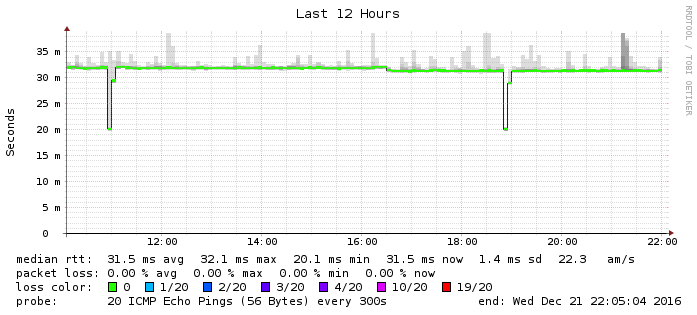 Last 12 Hours
RRDTOOL / TOBI OETIKER
Seconds
35 m
30 m
25 m
20 m
15 m
10 m
5 m
0
12:00 14:00 16:00 18:00 20:00 22:00
median rtt: 31.5 ms avg 32.1 ms max 20.1 ms min 31.5 ms now 1.4 ms sd 22.3 am/s
packet loss: 0.00 % avg 0.00 % max 0.00 % min 0.00 % now
loss color: 0 1/20 2/20 3/20 4/20 10/20 19/20
probe: 20 ICMP Echo Pings (56 Bytes) every 300s end: Wed Dec 21 22:05:04 2016